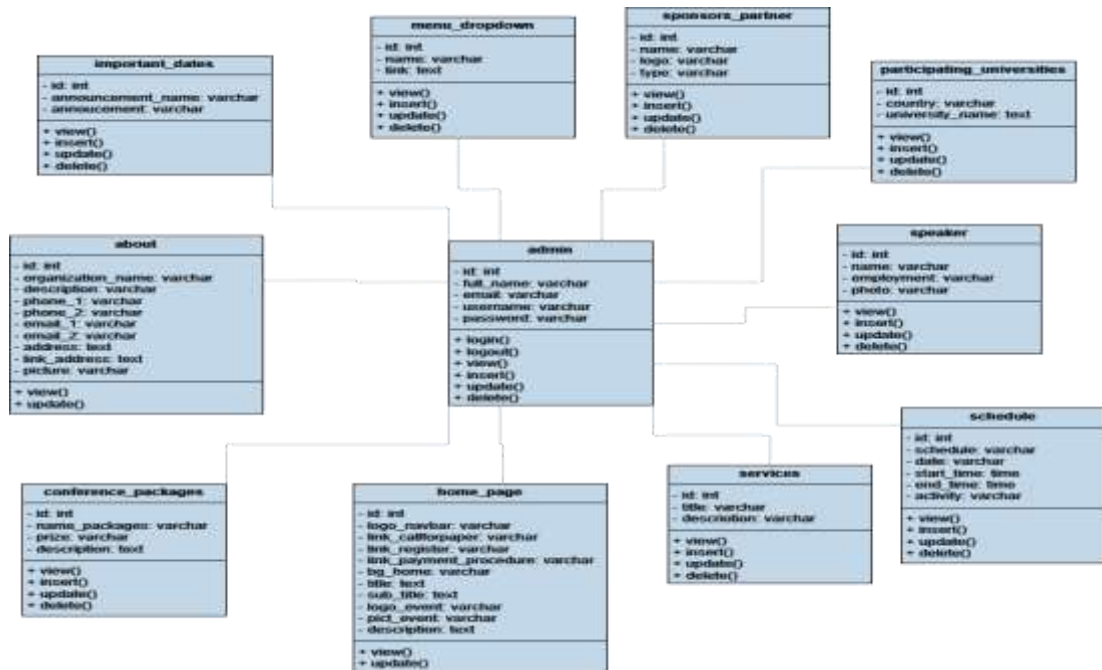 important_dates
- id: int
- announcement_name: varchar
- annoucement: varchar
+ view()
+ insert()
+ update()
+ delete()
menu_dropdown
- id: int
- name: varchar
- link: text
+ view()
+ insert()
+ update()
+ delete()
sponsors_partner
- id: int
- name: varchar
- logo: varchar
- type: varchar
+ view()
+ insert()
+ update()
+ delete()
participating_universities
- id: int
- country: varchar
- university_name: text
+ view()
+ insert()
+ update()
+ delete()
about
- id: int
- organization_name: varchar
- description: varchar
- phone_1: varchar
- phone_2: varchar
- email_1: varchar
- email_2: varchar
- address: text
- link_address: text
- picture: varchar
+ view()
+ update()
admin
- id: int
- full_name: varchar
- email: varchar
- username: varchar
- password: varchar
+ login()
+ logout()
+ view()
+ insert()
+ update()
+ delete()
speaker
- id: int
- name: varchar
- employment: varchar
- photo: varchar
+ view()
+ insert()
+ update()
+ delete()
conference_packages
- id: int
- name_packages: varchar
- prize: varchar
- description: text
+ view()
+ insert()
+ update()
+ delete()
home_page
- id: int
- logo_navbar: varchar
- link_callforpaper: varchar
- link_register: varchar
- link_payment_procedure: varchar
- bg_home: varchar
- title: text
- sub_title: text
- logo_event: varchar
- pict_event: varchar
- description: text
+ view()
+ update()
services
- id: int
- title: varchar
- description: varchar
+ view()
+ insert()
+ update()
+ delete()
schedule
- id: int
- schedule: varchar
- date: varchar
- start_time: time
- end_time: time
- activity: varchar
+ view()
+ insert()
+ update()
+ delete()